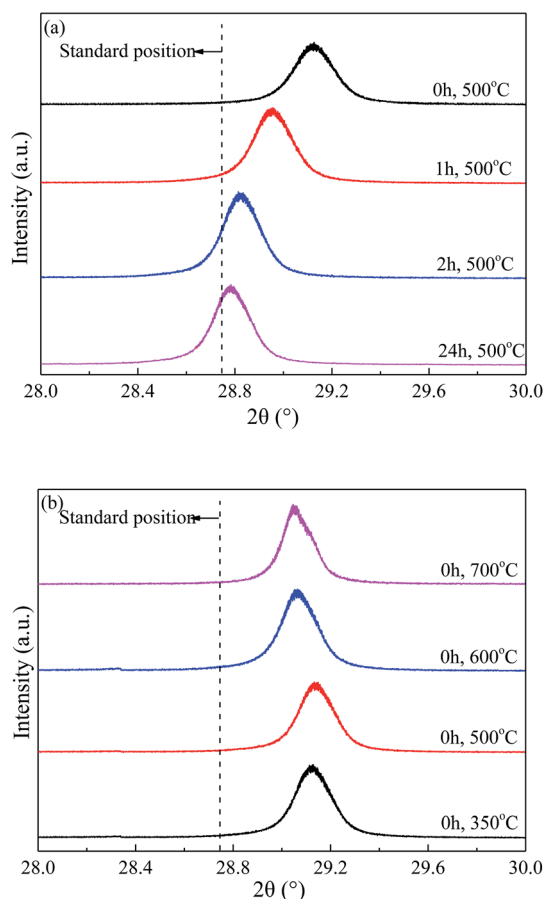 (a)
Standard position
0h, 500°C
1h, 500°C
2h, 500°C
24h, 500°C
Intensity (a.u.)
28.0 28.4 28.8 29.2 29.6 30.0
2θ (°)
(b)
Standard position
0h, 700°C
0h, 600°C
0h, 500°C
0h, 350°C
Intensity (a.u.)
28.0 28.4 28.8 29.2 29.6 30.0
2θ (°)